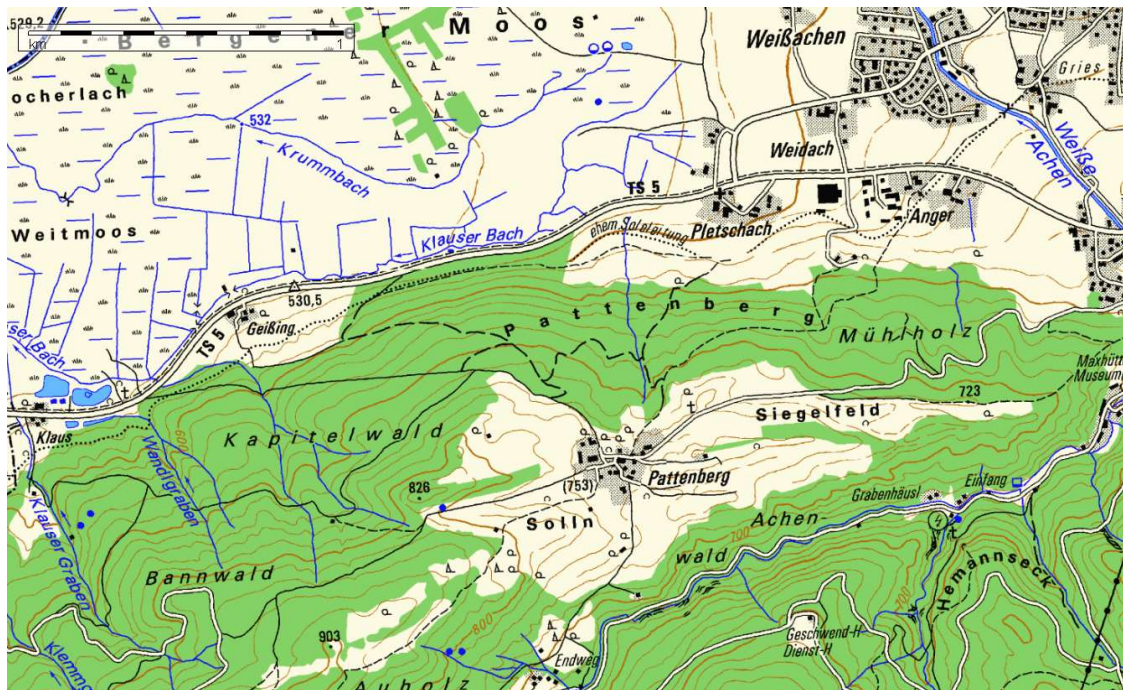 529,2
km
1
Bergener Moos
Weißachen
Gries
ocherlach
532
Krummbach
Weidach
Weiße
Achen
TS 5
Weitmoos
Klauser Bach
ehem Soleleitung
Pletschach
Anger
530,5
Geißing
TS 5
Pattenberg
Mühlholz
ser Bach
Maxhütte
Museum
723
Siegelfeld
Klaus
Kapitelwald
609
Wandlgraben
Pattenberg
(753)
826
Einfang
Grabenhäusl
Solln
Achen-
wald
700
Klauser Graben
Bannwald
Hemannseck
700
800
903
Geschwend-H
Dienst-H
Endweg
Klemmg
Auholz